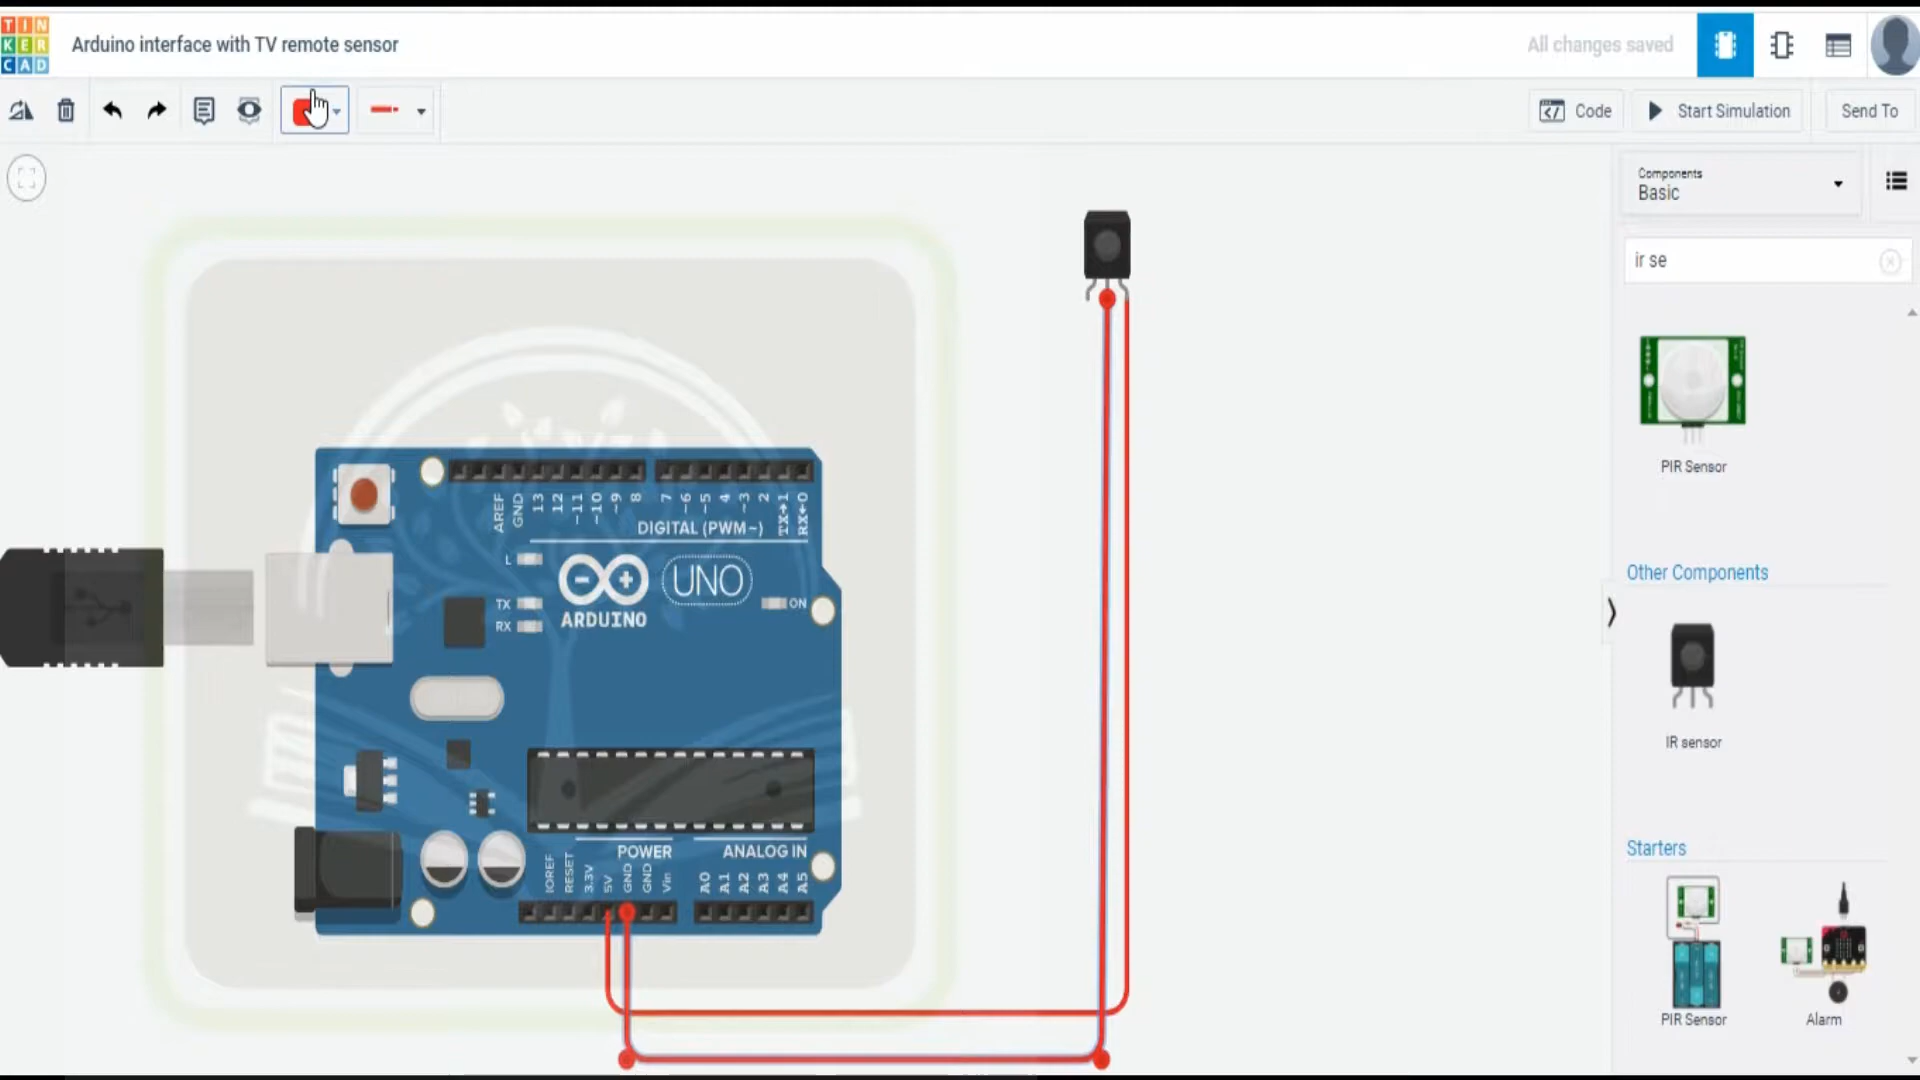 TIN
KER
CAD
Arduino interface with TV remote sensor
All changes saved
Code
Start Simulation
Send To
Components
Basic
ir se
PIR Sensor
Other Components
IR sensor
Starters
PIR Sensor
Alarm
AREF
GND
13
12
~11
~10
~9
8
7
~6
~5
4
~3
2
TX→1
RX←0
DIGITAL (PWM~)
L
TX
RX
ARDUINO
UNO
ON
POWER
ANALOG IN
IOREF
RESET
3.3V
5V
GND
GND
Vin
A0
A1
A2
A3
A4
A5